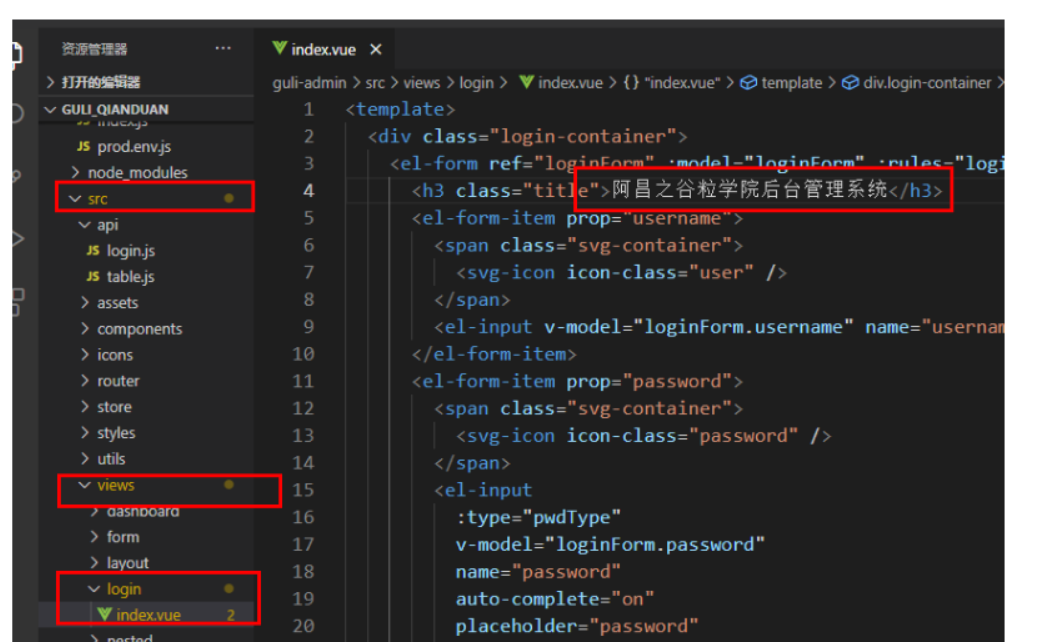 资源管理器 ···
> 打开的编辑器
GULI_QIANDUAN
index.js
JS prod.env.js
> node_modules
src
api
JS login.js
JS table.js
> assets
> components
> icons
> router
> store
> styles
> utils
views
> dashboard
> form
> layout
login
index.vue 2
> nested
index.vue ×
guli-admin > src > views > login > index.vue > {} "index.vue" > template > div.login-container >
1 <template>
2 <div class="login-container">
3 <el-form ref="loginForm" :model="loginForm" :rules="logi
4 <h3 class="title">阿昌之谷粒学院后台管理系统</h3>
5 <el-form-item prop="username">
6 <span class="svg-container">
7 <svg-icon icon-class="user" />
8 </span>
9 <el-input v-model="loginForm.username" name="usernam
10 </el-form-item>
11 <el-form-item prop="password">
12 <span class="svg-container">
13 <svg-icon icon-class="password" />
14 </span>
15 <el-input
16 :type="pwdType"
17 v-model="loginForm.password"
18 name="password"
19 auto-complete="on"
20 placeholder="password"